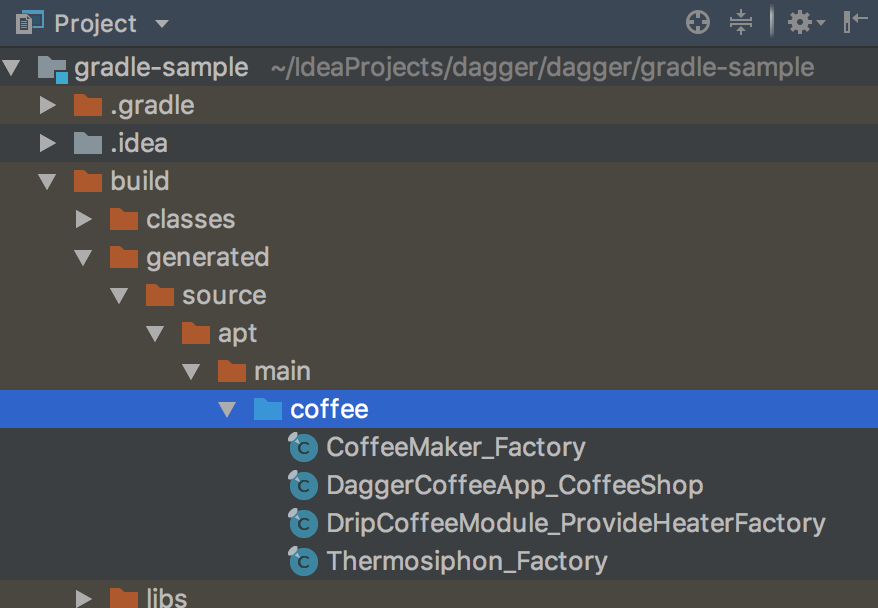 Project
gradle-sample ~/IdeaProjects/dagger/dagger/gradle-sample
.gradle
.idea
build
classes
generated
source
apt
main
coffee
C CoffeeMaker_Factory
C DaggerCoffeeApp_CoffeeShop
C DripCoffeeModule_ProvideHeaterFactory
C Thermosiphon_Factory
libs